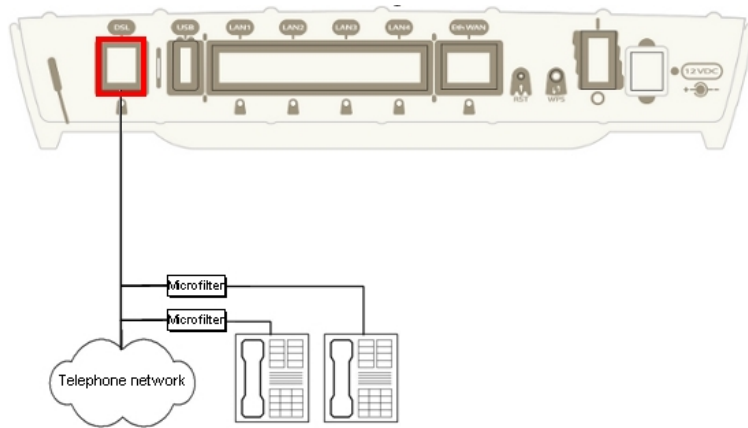 DSL USB LAN1 LAN2 LAN3 LAN4 Eth WAN
12VDC
RST WPS
Microfilter
Microfilter
Telephone network